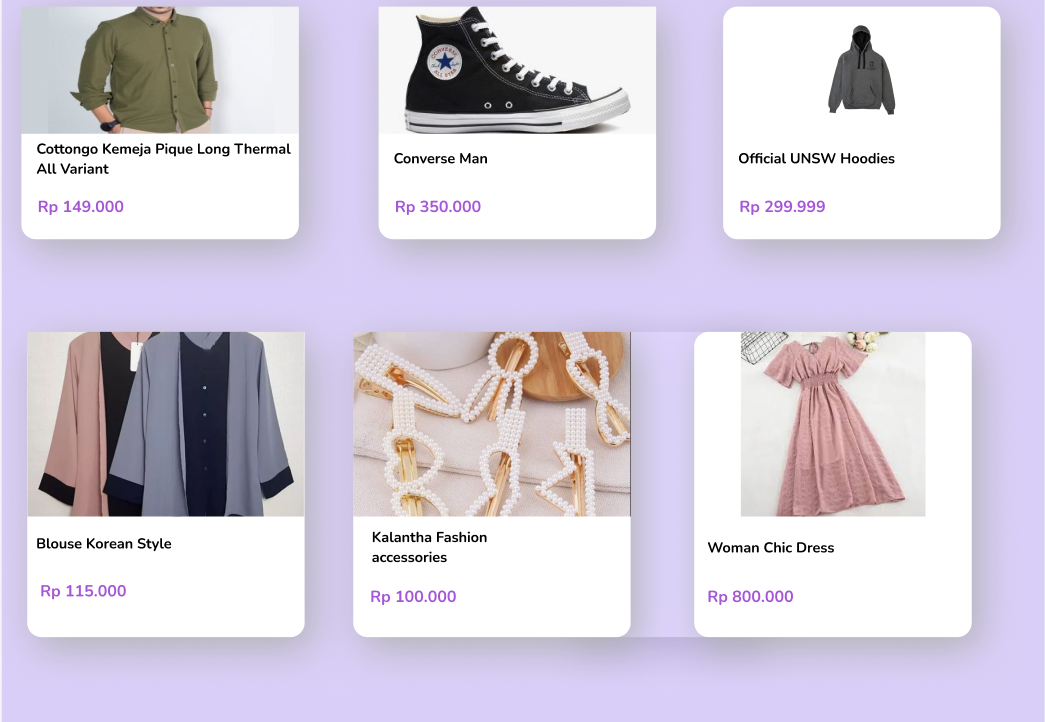 CONVERSE
ALL STAR
Cottongo Kemeja Pique Long Thermal
All Variant
Rp 149.000
Converse Man
Rp 350.000
Official UNSW Hoodies
Rp 299.999
Blouse Korean Style
Rp 115.000
Kalantha Fashion
accessories
Rp 100.000
Woman Chic Dress
Rp 800.000